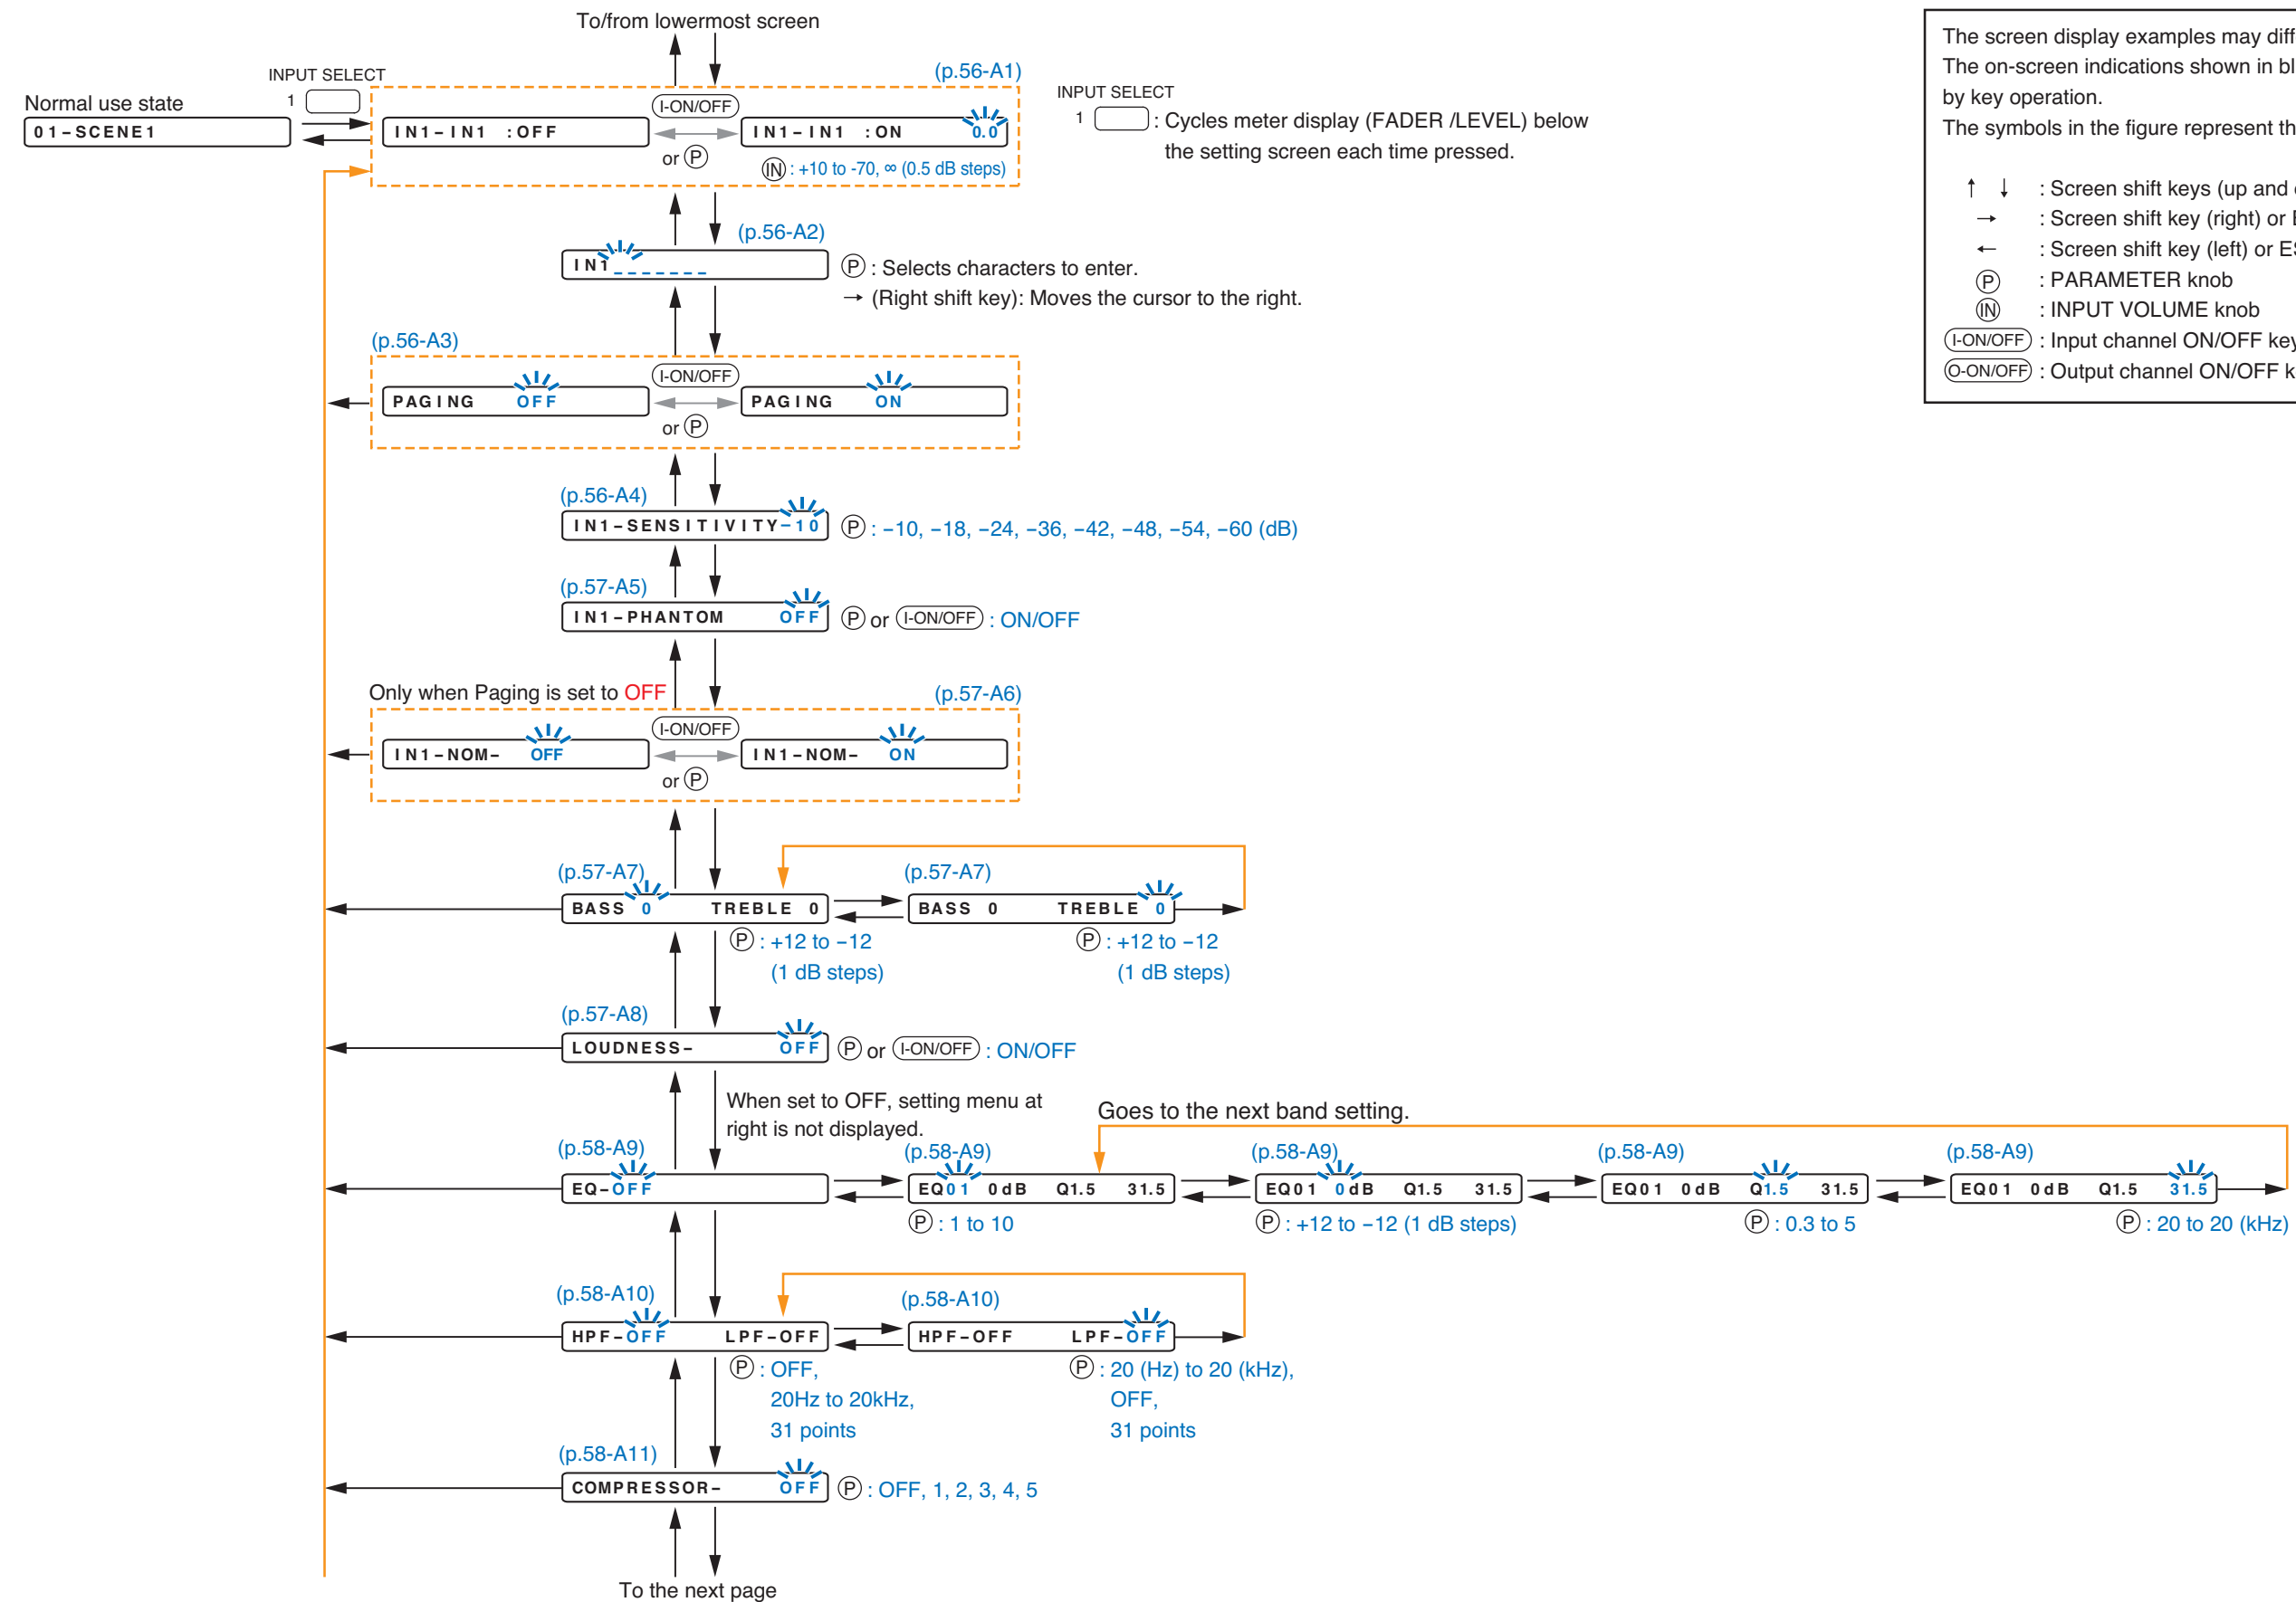 To/from lowermost screen
INPUT SELECT
1
(p.56-A1)
Normal use state
01-SCENE1
IN1-IN1 :OFF
I-ON/OFF
or P
IN1-IN1 :ON 0.0
IN : +10 to -70, ∞ (0.5 dB steps)
INPUT SELECT
1 : Cycles meter display (FADER /LEVEL) below
the setting screen each time pressed.
The screen display examples may
The on-screen indications shown in
by key operation.
The symbols in the figure represent
↑ ↓ : Screen shift keys (up and
→ : Screen shift key (right) or
← : Screen shift key (left) or
P : PARAMETER knob
IN : INPUT VOLUME knob
I-ON/OFF : Input channel ON/OFF
O-ON/OFF : Output channel ON/OFF
(p.56-A2)
IN1_ _ _ _ _ _
P : Selects characters to enter.
→ (Right shift key): Moves the cursor to the right.
(p.56-A3)
PAGING OFF
I-ON/OFF
or P
PAGING ON
(p.56-A4)
IN1-SENSITIVITY-10
P : −10, −18, −24, −36, −42, −48, −54, −60 (dB)
(p.57-A5)
IN1-PHANTOM OFF
P or I-ON/OFF : ON/OFF
Only when Paging is set to OFF
(p.57-A6)
IN1-NOM- OFF
I-ON/OFF
or P
IN1-NOM- ON
(p.57-A7)
BASS 0 TREBLE 0
P : +12 to −12
(1 dB steps)
(p.57-A7)
BASS 0 TREBLE 0
P : +12 to −12
(1 dB steps)
(p.57-A8)
LOUDNESS- OFF
P or I-ON/OFF : ON/OFF
When set to OFF, setting menu at
right is not displayed.
Goes to the next band setting.
(p.58-A9)
EQ-OFF
(p.58-A9)
EQ01 0dB Q1.5 31.5
P : 1 to 10
(p.58-A9)
EQ01 0dB Q1.5 31.5
P : +12 to −12 (1 dB steps)
(p.58-A9)
EQ01 0dB Q1.5 31.5
P : 0.3 to 5
(p.58-A9)
EQ01 0dB Q1.5 31.5
P : 20 to 20 (kHz)
(p.58-A10)
HPF-OFF LPF-OFF
P : OFF,
20Hz to 20kHz,
31 points
(p.58-A10)
HPF-OFF LPF-OFF
P : 20 (Hz) to 20 (kHz),
OFF,
31 points
(p.58-A11)
COMPRESSOR- OFF
P : OFF, 1, 2, 3, 4, 5
To the next page